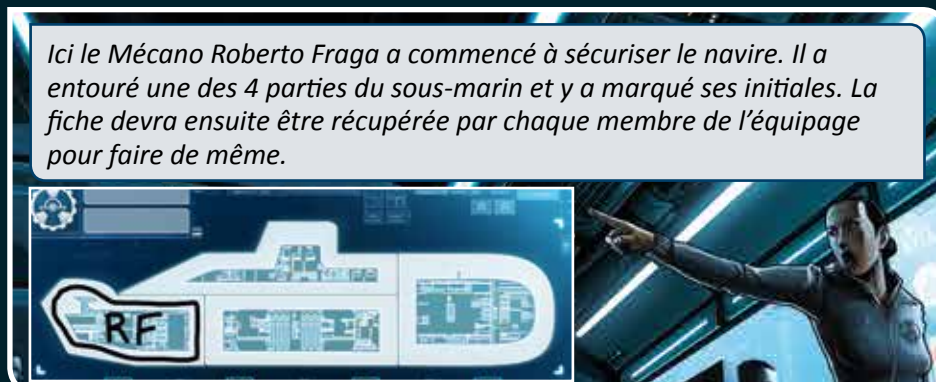 Ici le Mécano Roberto Fraga a commencé à sécuriser le navire. Il a
entouré une des 4 parties du sous-marin et y a marqué ses initiales. La
fiche devra ensuite être récupérée par chaque membre de l’équipage
pour faire de même.
RF